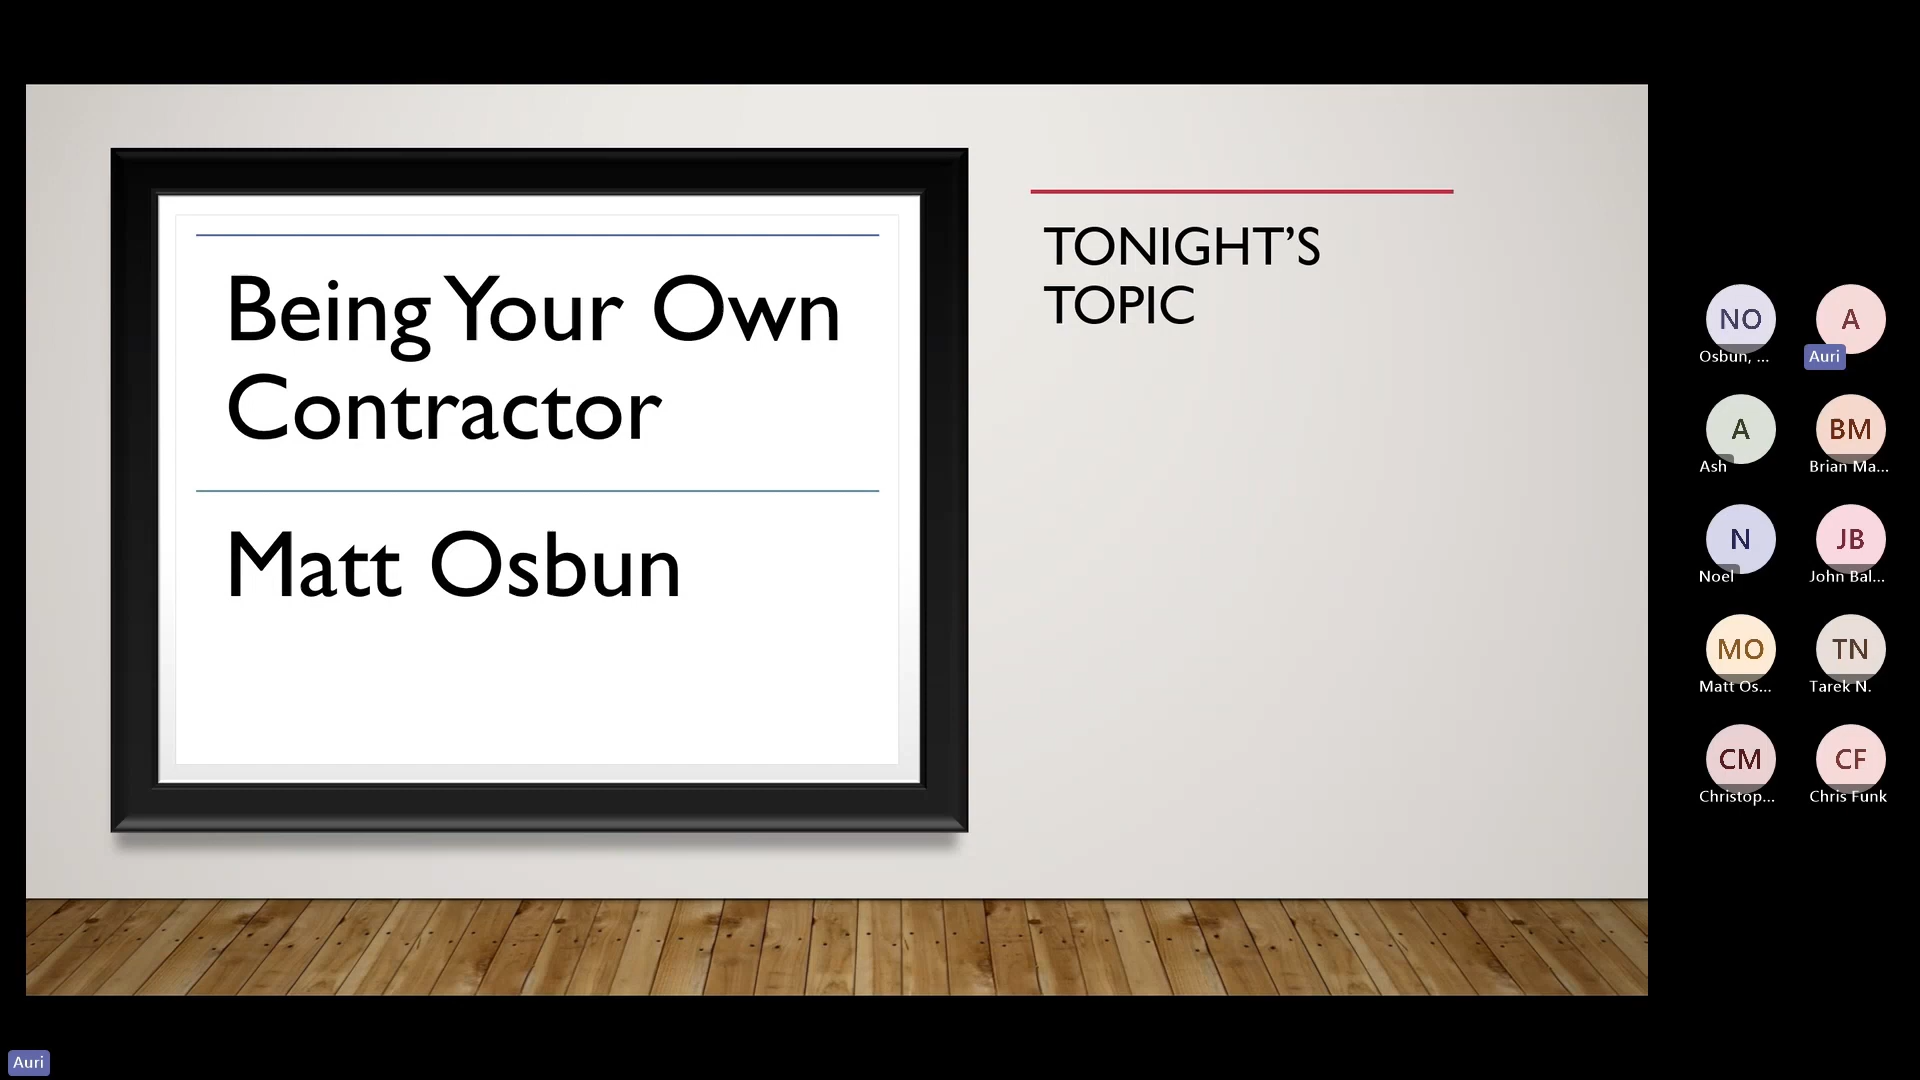 Being Your Own
Contractor
Matt Osbun
TONIGHT’S
TOPIC
NO
Osbun, ...
A
Auri
A
Ash
BM
Brian Ma...
N
Noel
JB
John Bal...
MO
Matt Os...
TN
Tarek N.
CM
Christop...
CF
Chris Funk
Auri